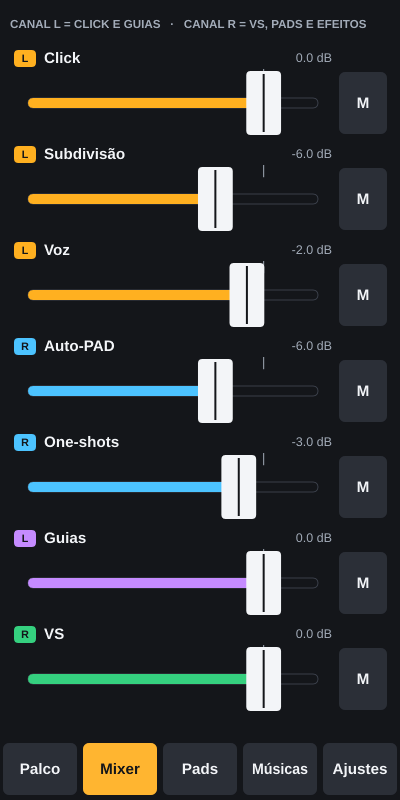 CANAL L = CLICK E GUIAS · CANAL R = VS, PADS E EFEITOS
L Click 0.0 dB
M
L Subdivisão -6.0 dB
M
L Voz -2.0 dB
M
R Auto-PAD -6.0 dB
M
R One-shots -3.0 dB
M
L Guias 0.0 dB
M
R VS 0.0 dB
M
Palco Mixer Pads Músicas Ajustes